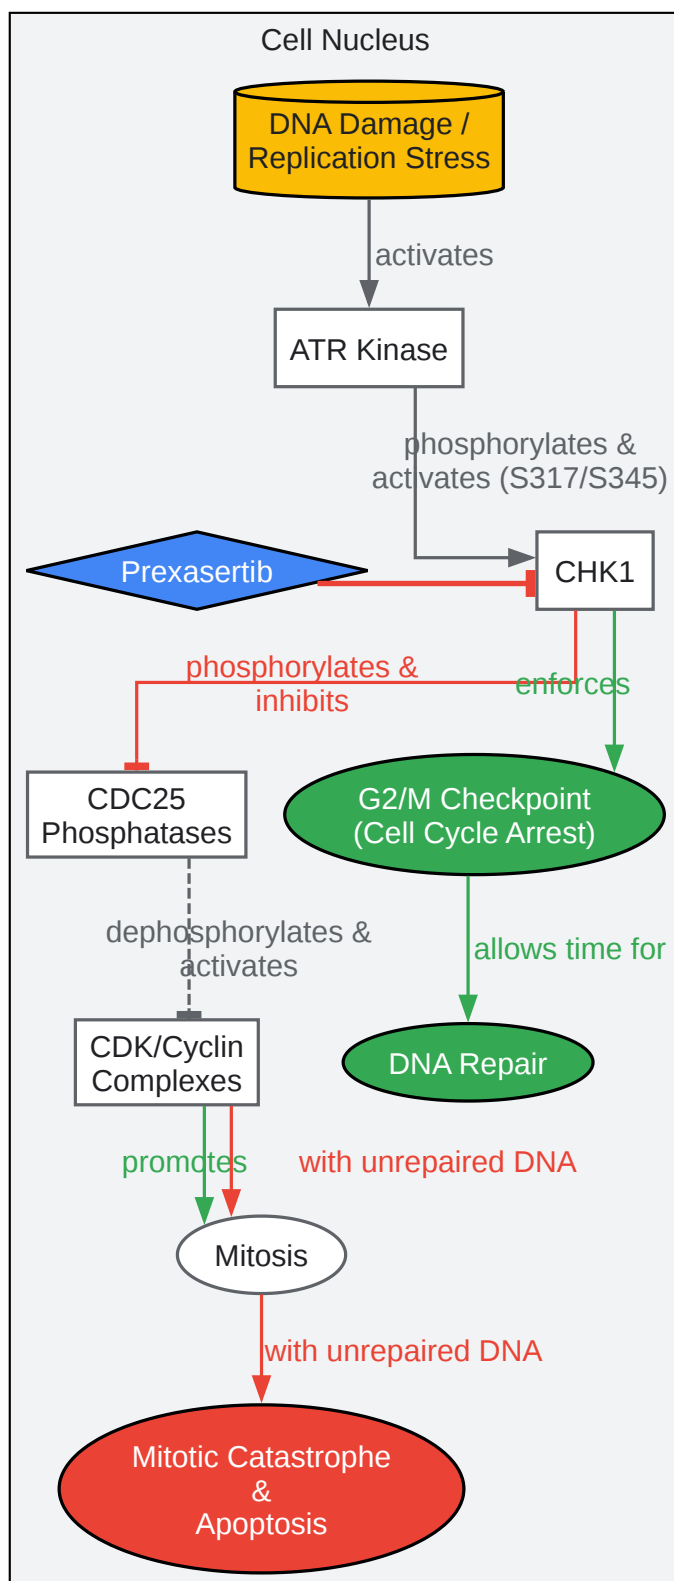 Cell Nucleus
DNA Damage /
Replication Stress
activates
ATR Kinase
phosphorylates &
activates (S317/S345)
Prexasertib
CHK1
phosphorylates &
inhibits
enforces
CDC25
Phosphatases
G2/M Checkpoint
(Cell Cycle Arrest)
dephosphorylates &
activates
allows time for
CDK/Cyclin
Complexes
DNA Repair
promotes
with unrepaired DNA
Mitosis
with unrepaired DNA
Mitotic Catastrophe
&
Apoptosis